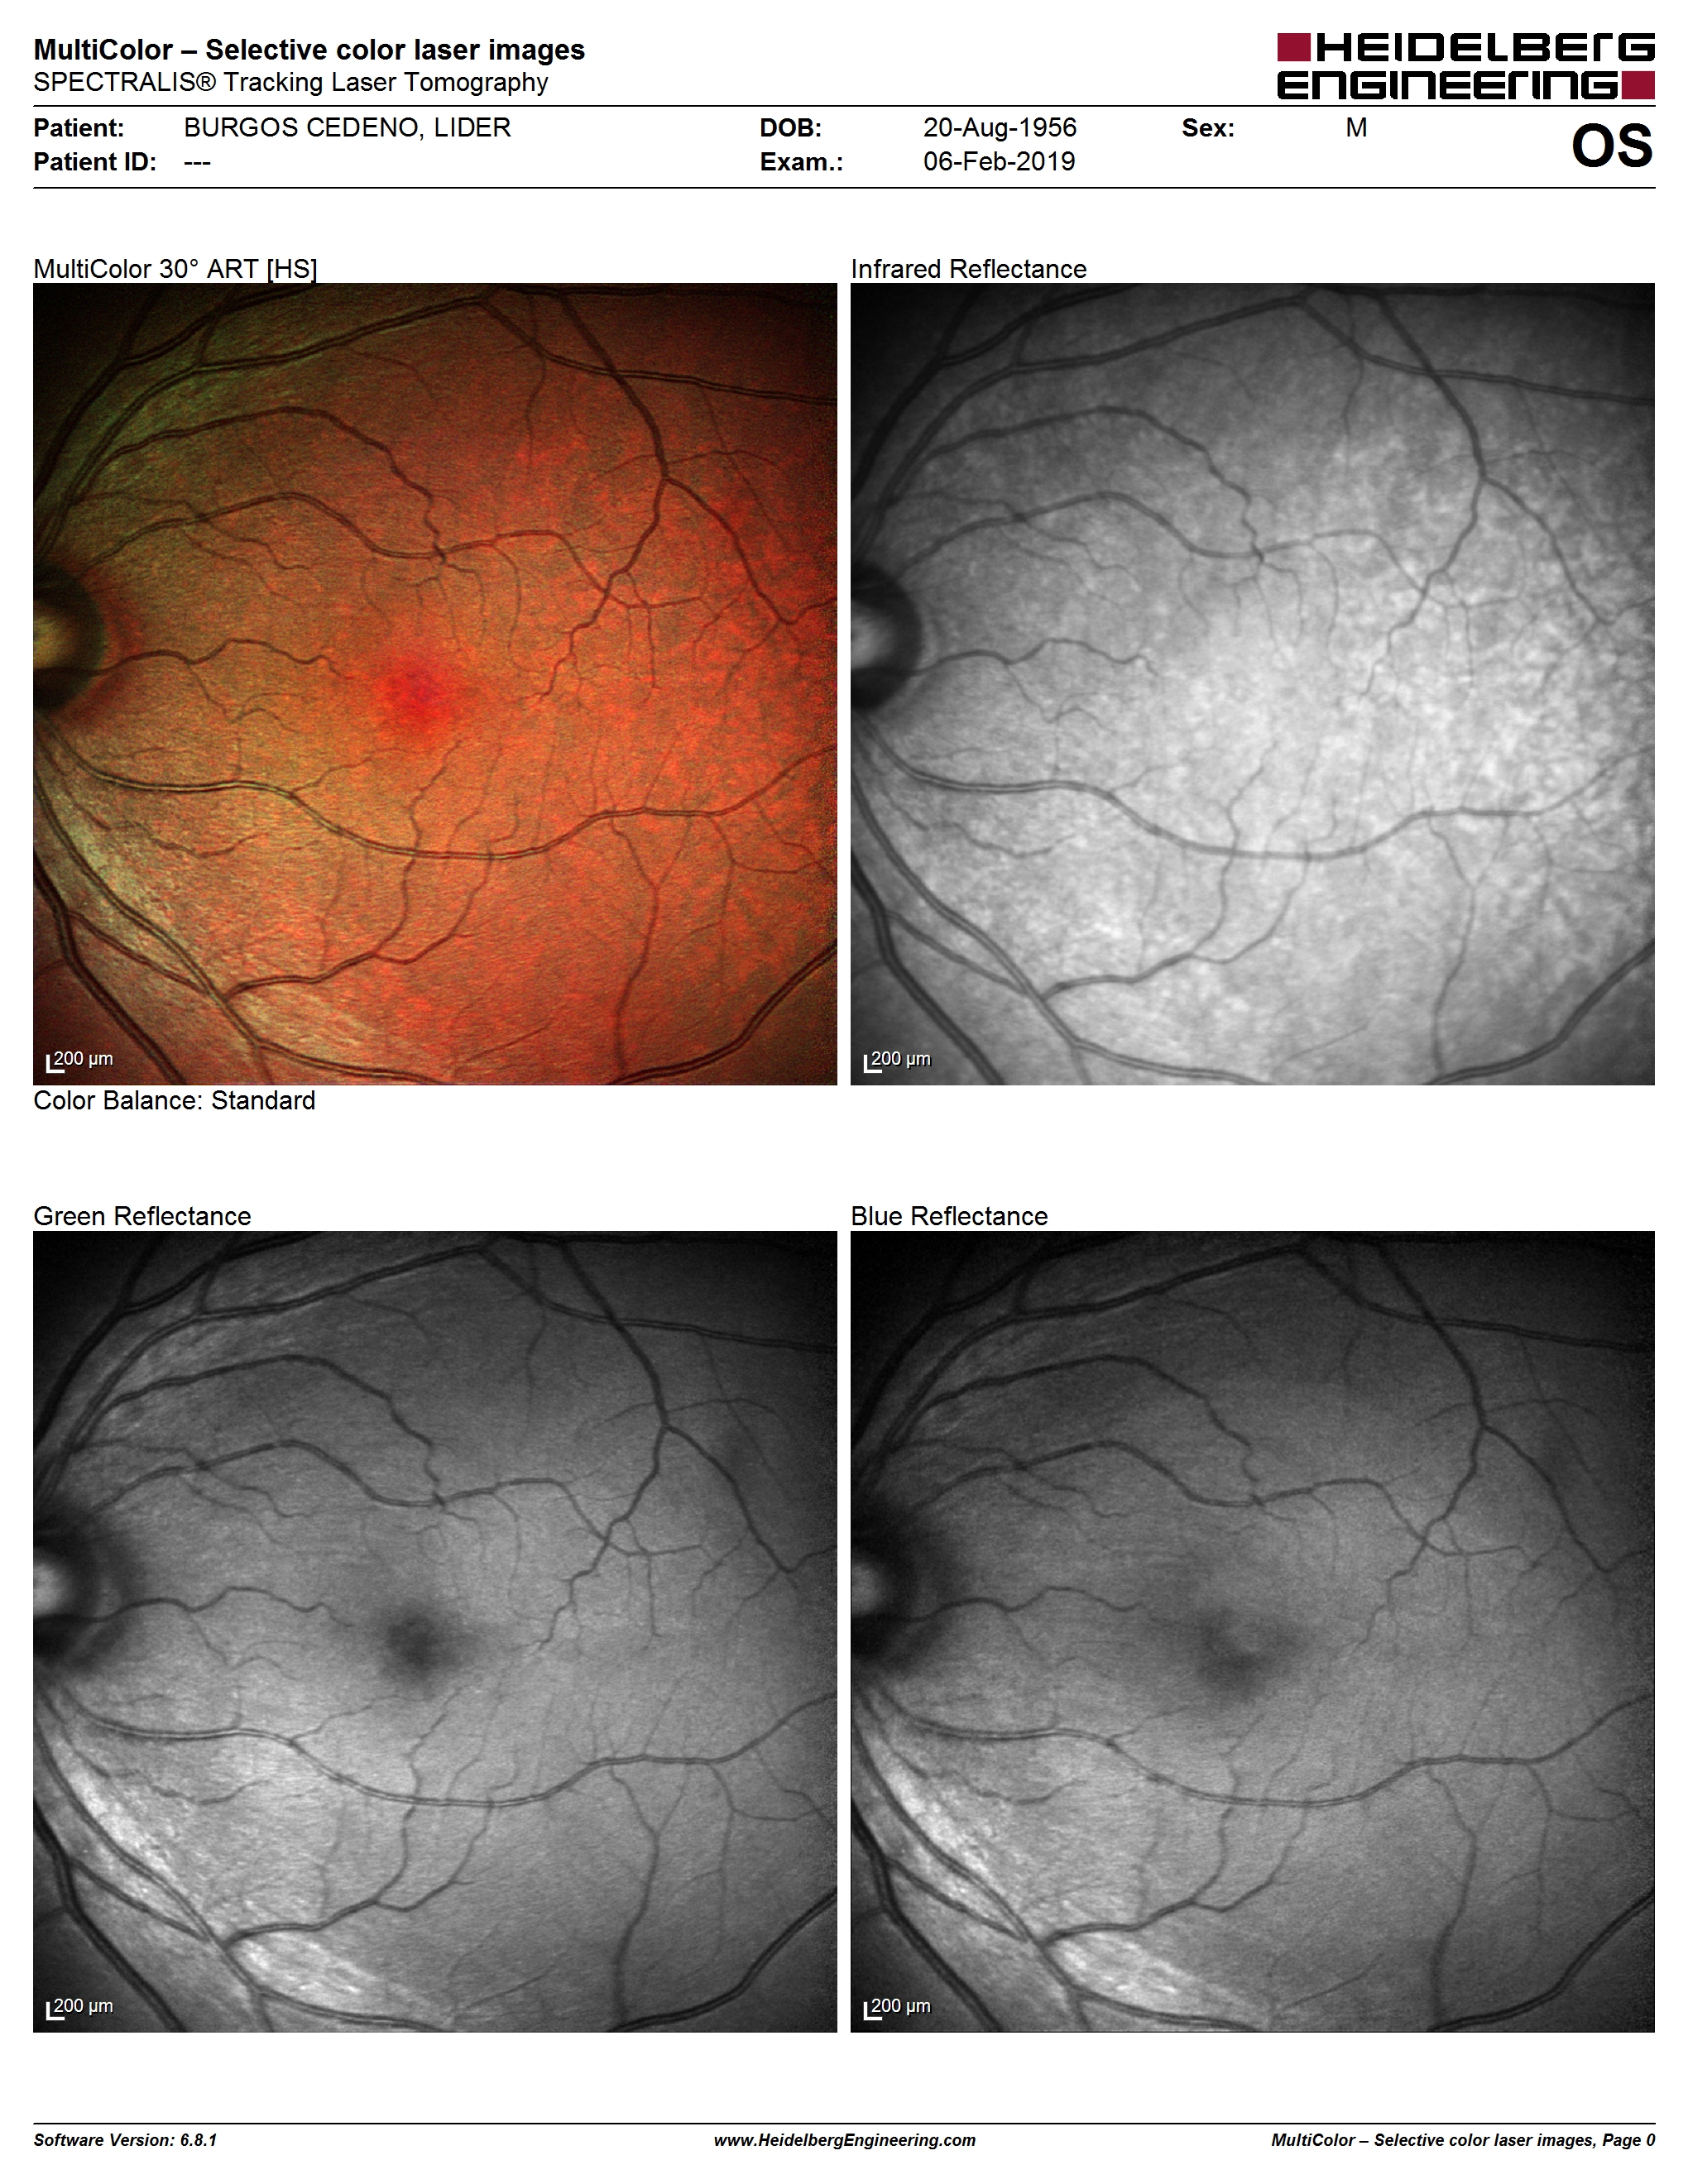 MultiColor – Selective color laser images
SPECTRALIS® Tracking Laser Tomography
HEIDELBERG
ENGINEERING
Patient: BURGOS CEDENO, LIDER DOB: 20-Aug-1956 Sex: M
Patient ID: --- Exam.: 06-Feb-2019
OS
MultiColor 30° ART [HS] Infrared Reflectance
200 µm 200 µm
Color Balance: Standard
Green Reflectance Blue Reflectance
200 µm 200 µm
Software Version: 6.8.1 www.HeidelbergEngineering.com MultiColor – Selective color laser images, Page 0